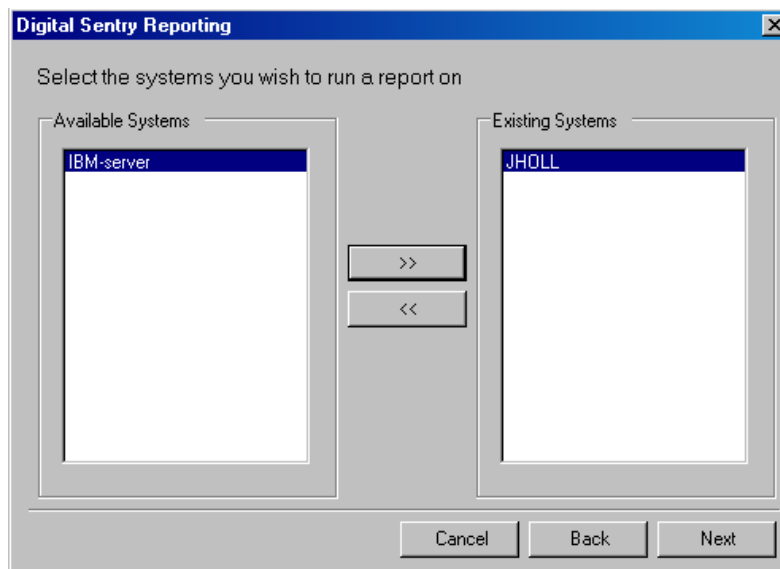 Digital Sentry Reporting
Select the systems you wish to run a report on
Available Systems
Existing Systems
IBM-server
JHOLL
>>
<<
Cancel
Back
Next